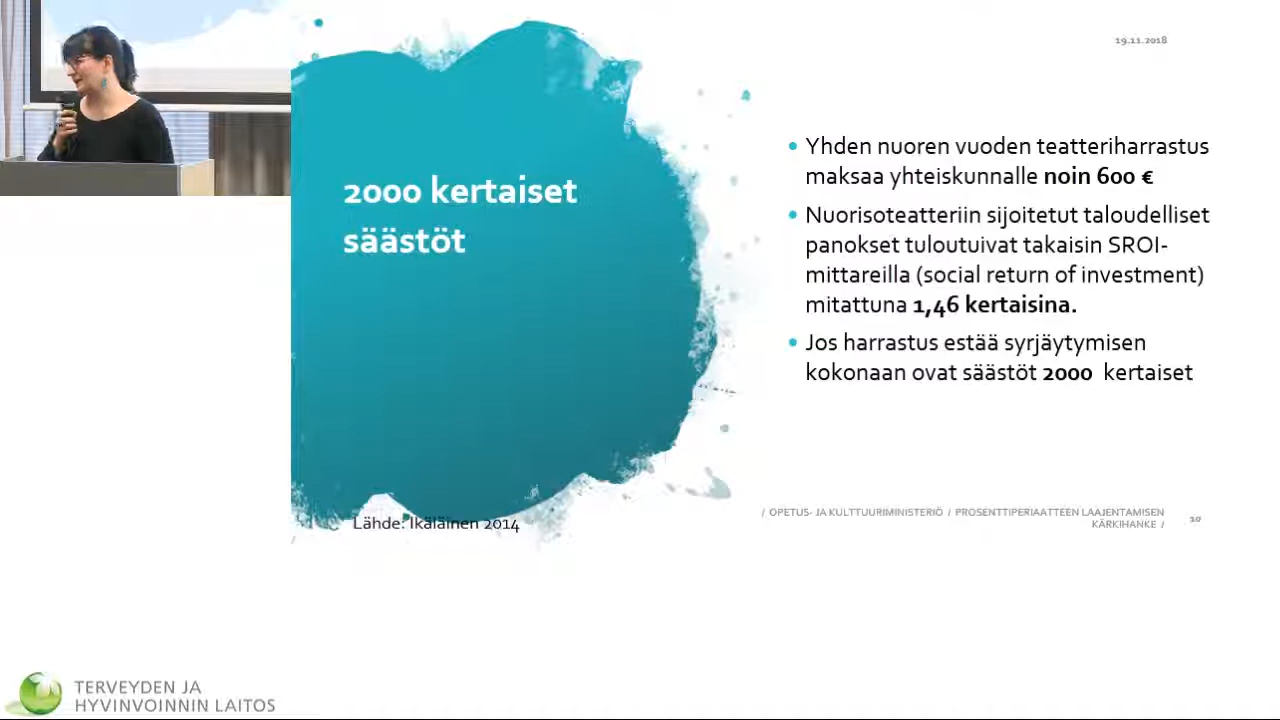 19.11.2018
2000 kertaiset
säästöt
• Yhden nuoren vuoden teatteriharrastus
maksaa yhteiskunnalle noin 600 €
• Nuorisoteatteriin sijoitetut taloudelliset
panokset tuloutuivat takaisin SROI-
mittareilla (social return of investment)
mitattuna 1,46 kertaisina.
• Jos harrastus estää syrjäytymisen
kokonaan ovat säästöt 2000 kertaiset
Lähde: Ikäläinen 2014
/ OPETUS- JA KULTTUURIMINISTERIÖ / PROSENTTIPERIAATTEEN LAAJENTAMISEN
KÄRKIHANKE /
10
TERVEYDEN JA
HYVINVOINNIN LAITOS